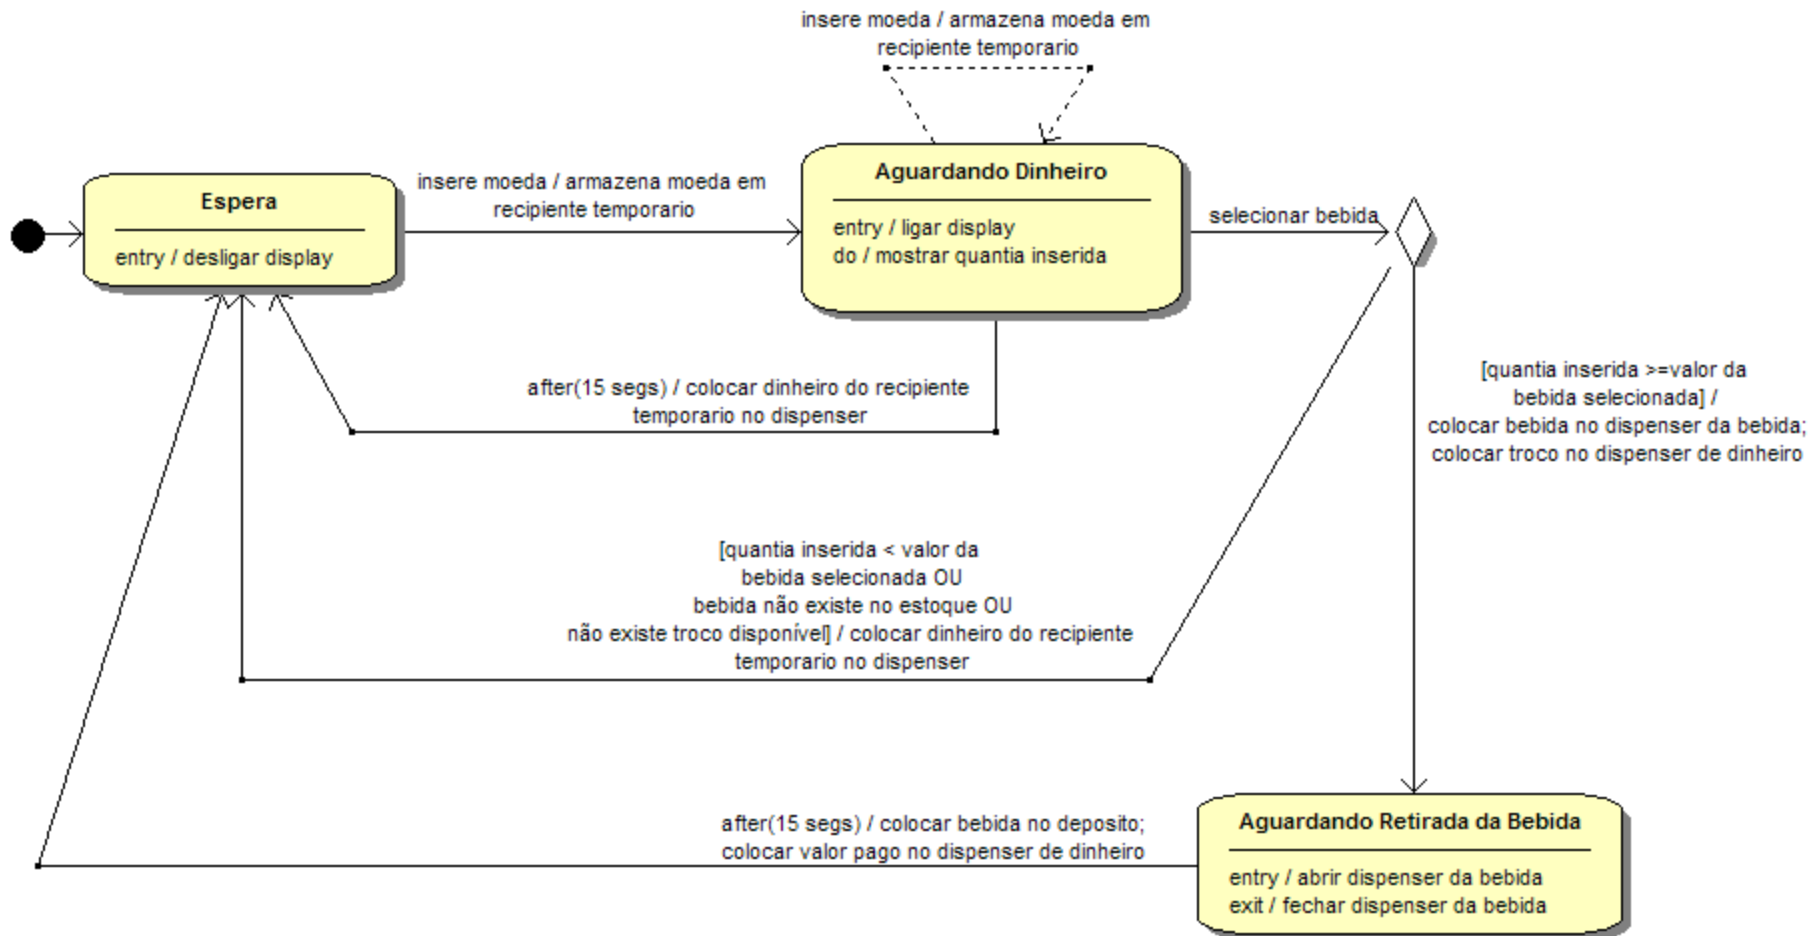 insere moeda / armazena moeda em
recipiente temporario
Espera
entry / desligar display
insere moeda / armazena moeda em
recipiente temporario
Aguardando Dinheiro
entry / ligar display
do / mostrar quantia inserida
selecionar bebida
after(15 segs) / colocar dinheiro do recipiente
temporario no dispenser
[quantia inserida >=valor da
bebida selecionada] /
colocar bebida no dispenser da bebida;
colocar troco no dispenser de dinheiro
[quantia inserida < valor da
bebida selecionada OU
bebida não existe no estoque OU
não existe troco disponível] / colocar dinheiro do recipiente
temporario no dispenser
after(15 segs) / colocar bebida no deposito;
colocar valor pago no dispenser de dinheiro
Aguardando Retirada da Bebida
entry / abrir dispenser da bebida
exit / fechar dispenser da bebida